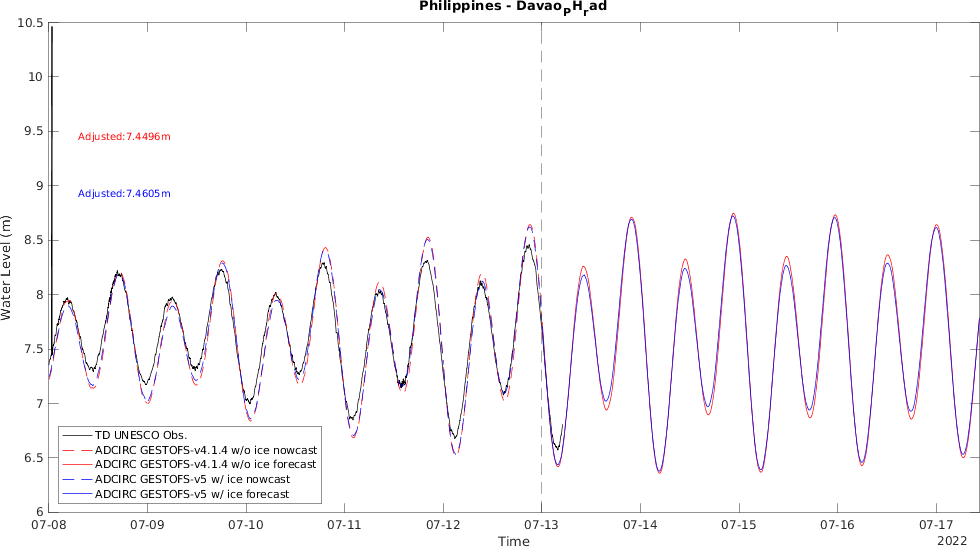 Philippines - Davao_PH_rad
10.5
10
9.5
9
8.5
8
7.5
7
6.5
6
Water Level (m)
Adjusted:7.4496m
Adjusted:7.4605m
TD UNESCO Obs.
ADCIRC GESTOFS-v4.1.4 w/o ice nowcast
ADCIRC GESTOFS-v4.1.4 w/o ice forecast
ADCIRC GESTOFS-v5 w/ ice nowcast
ADCIRC GESTOFS-v5 w/ ice forecast
07-08 07-09 07-10 07-11 07-12 07-13 07-14 07-15 07-16 07-17
Time
2022